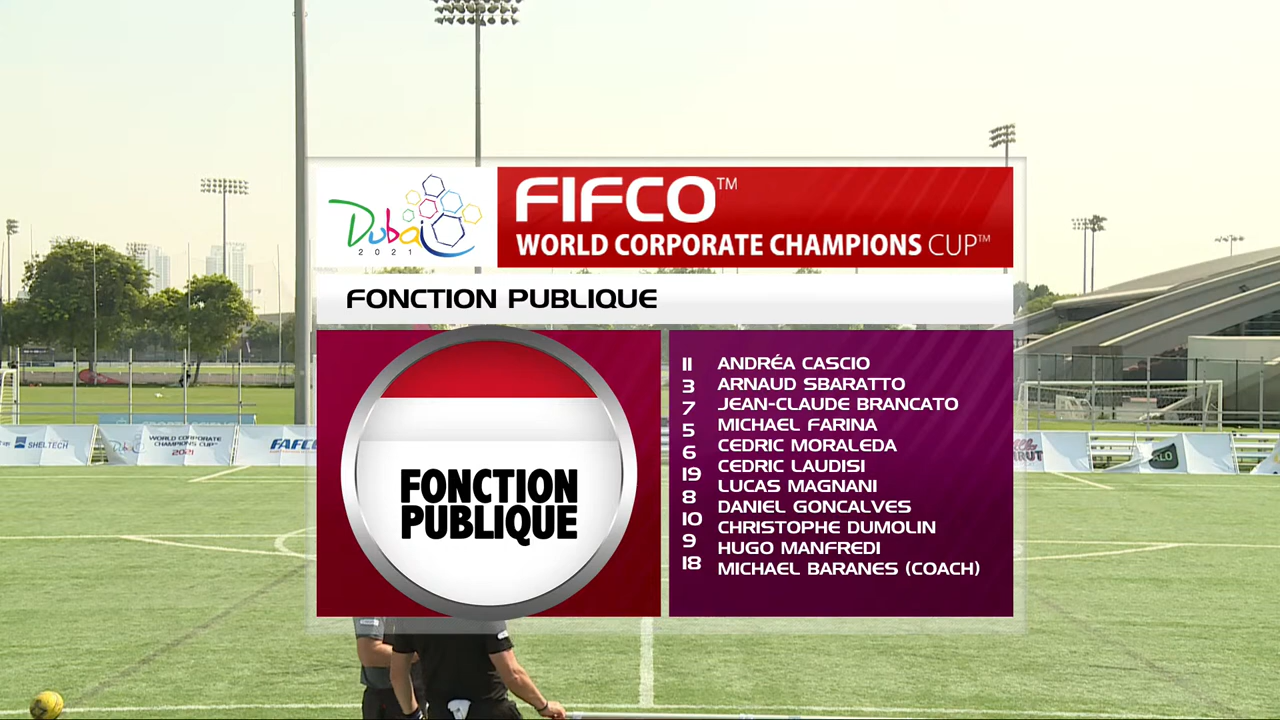 Dubai
2021
FIFCO™
WORLD CORPORATE CHAMPIONS CUP™
FONCTION PUBLIQUE
FONCTION
PUBLIQUE
11 ANDRÉA CASCIO
3 ARNAUD SBARATTO
7 JEAN-CLAUDE BRANCATO
5 MICHAEL FARINA
6 CEDRIC MORALEDA
19 CEDRIC LAUDISI
8 LUCAS MAGNANI
10 DANIEL GONCALVES
9 CHRISTOPHE DUMOLIN
18 HUGO MANFREDI
MICHAEL BARANES (COACH)
SHELTECH
WORLD CORPORATE
CHAMPIONS CUP
2021